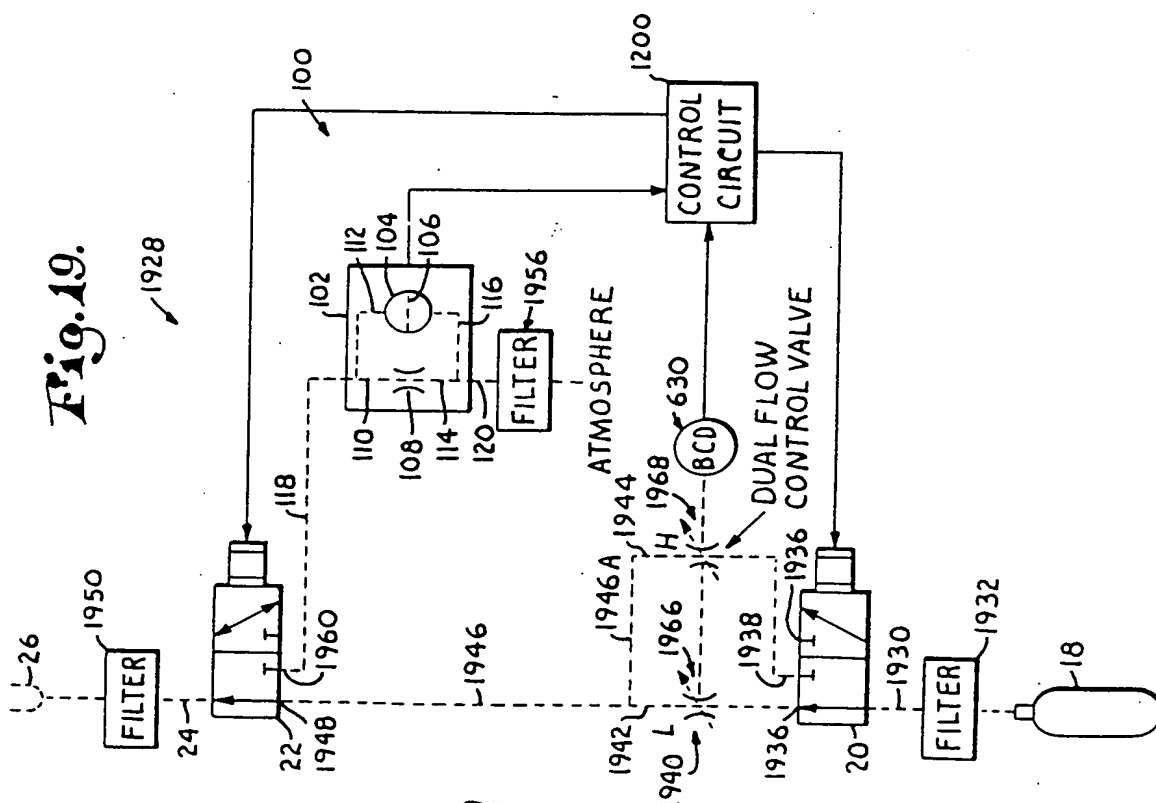 Fig. 19.
1928
100
26
1950
FILTER
24
22
1948
1960
118
102
112
104
106
110
108
114
116
120
FILTER
1956
ATMOSPHERE
1200
CONTROL
CIRCUIT
1946
1946A
1944
1942
L
H
1966
1968
940
BCD
630
DUAL FLOW
CONTROL VALVE
1936
1936
1938
20
1930
FILTER
1932
18